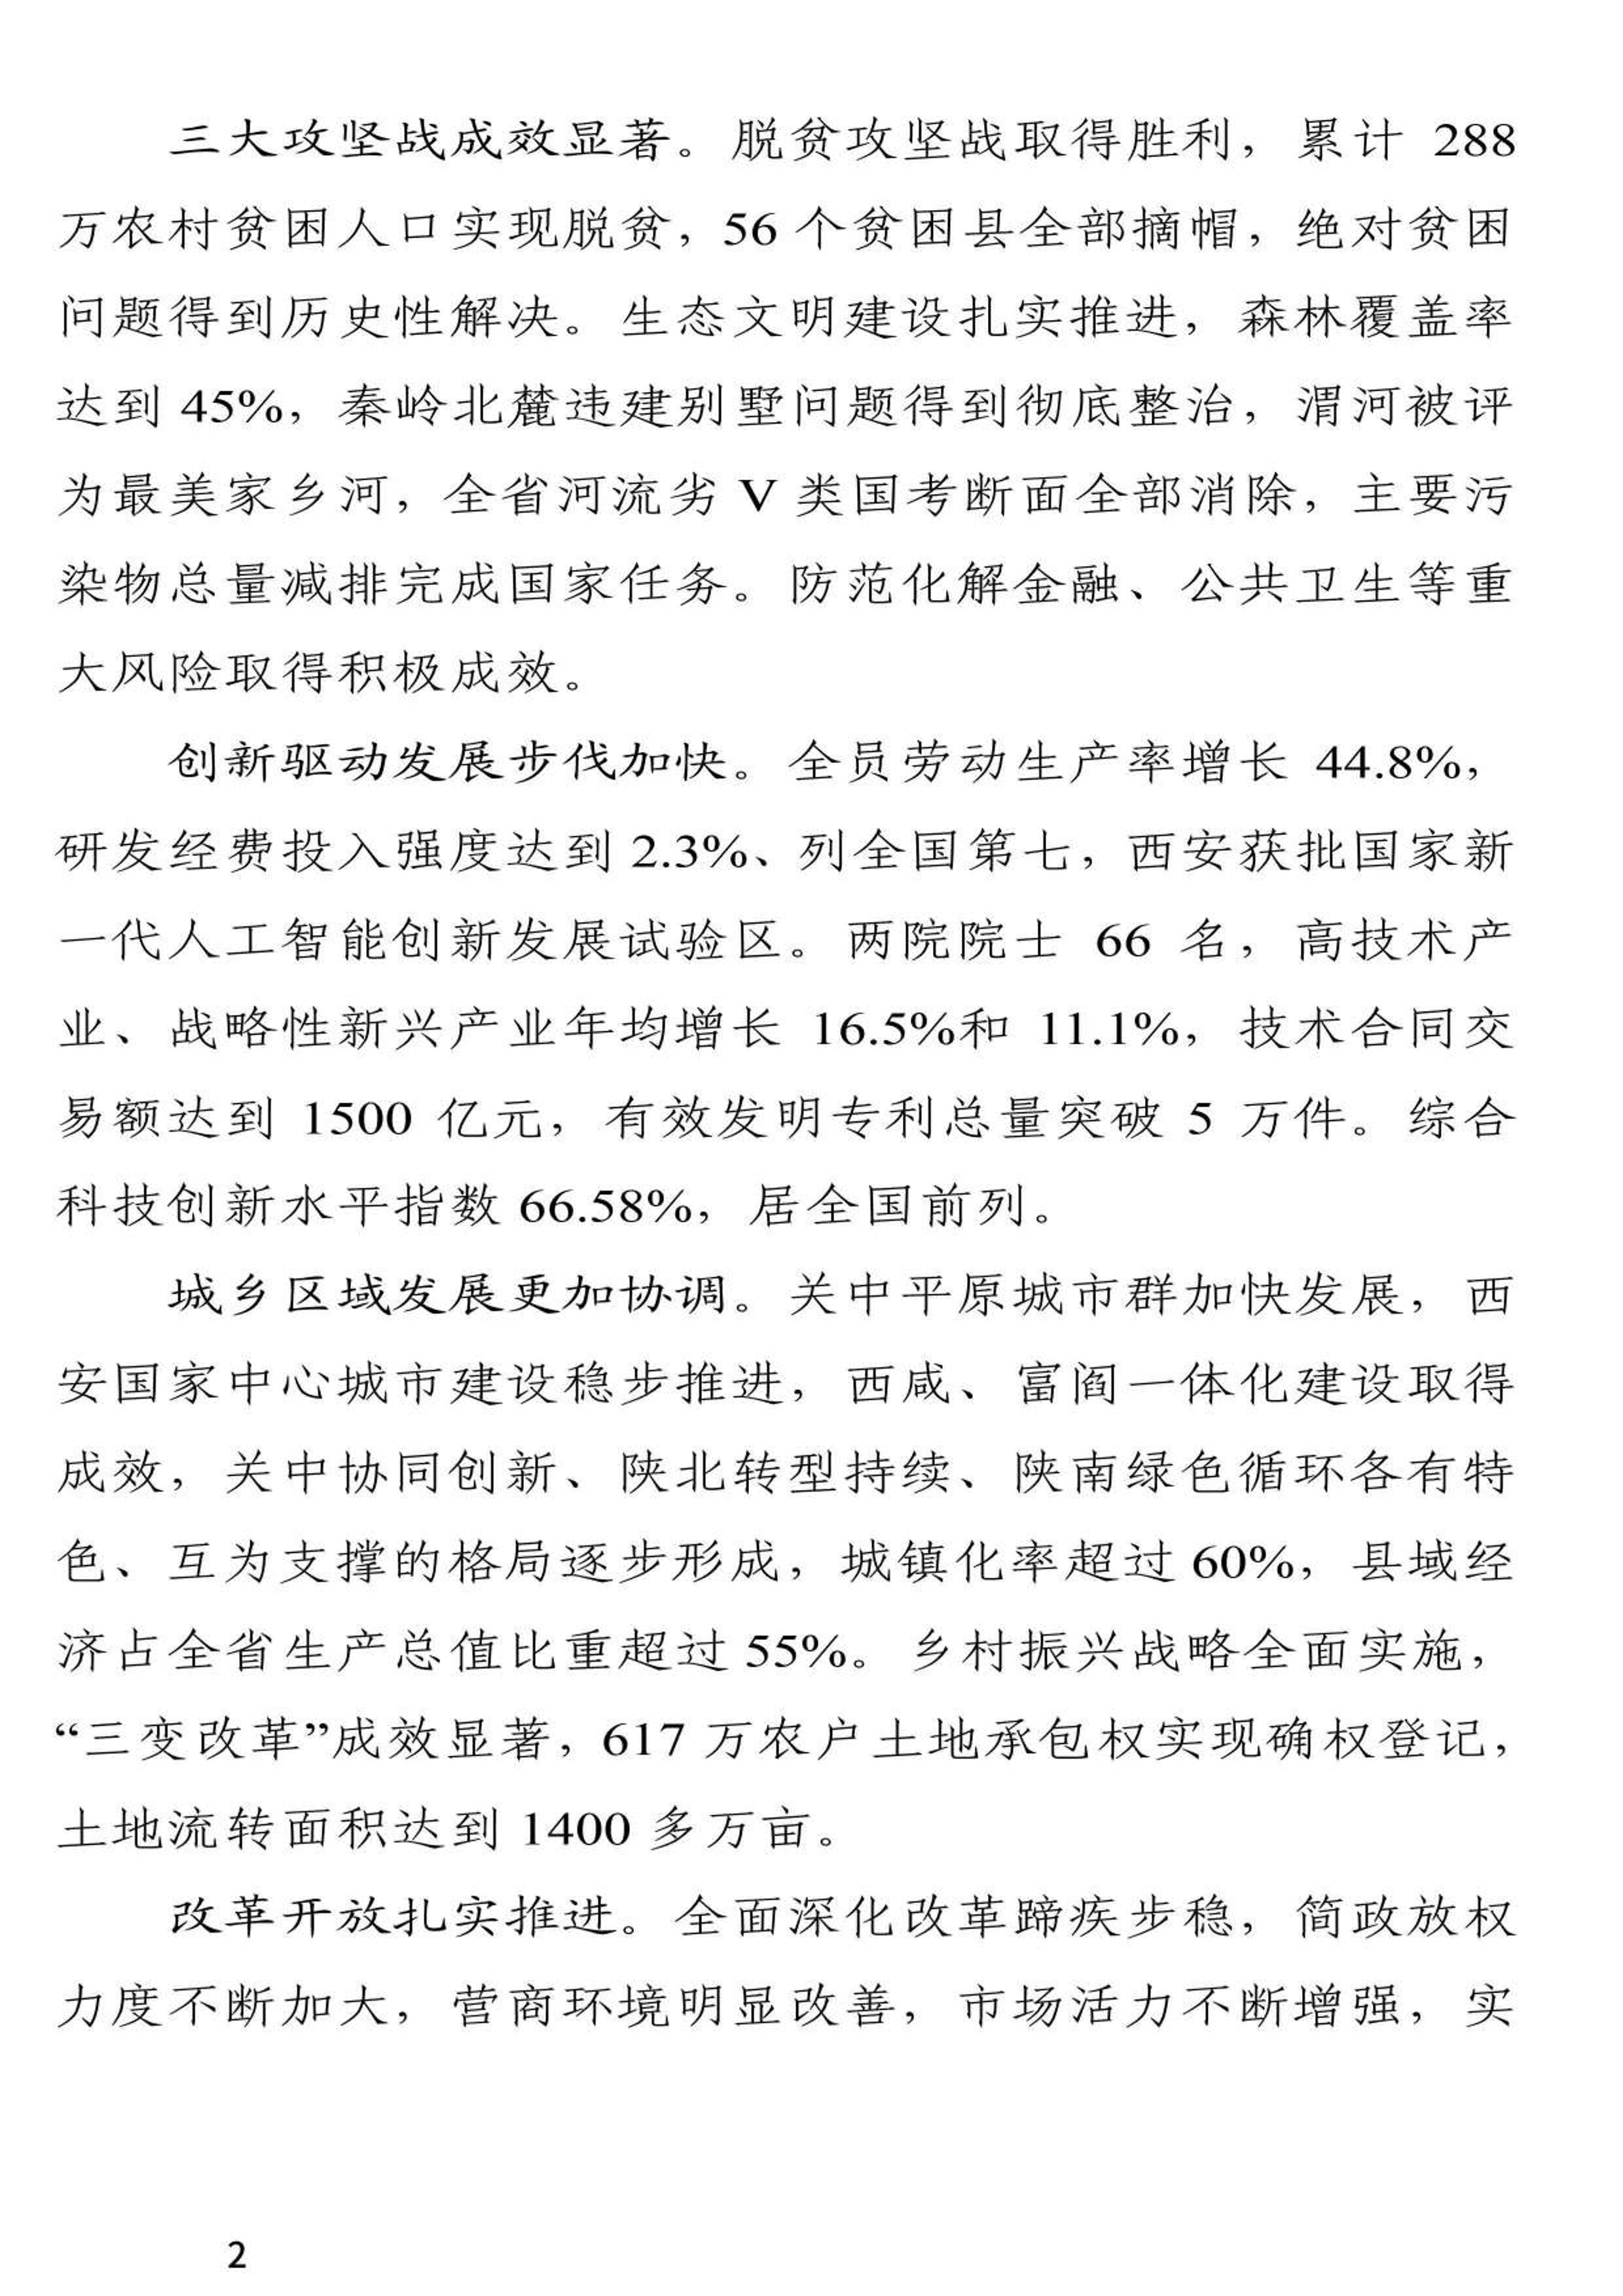 三大攻坚战成效显著。脱贫攻坚战取得胜利，累计 288
万农村贫困人口实现脱贫，56 个贫困县全部摘帽，绝对贫困
问题得到历史性解决。生态文明建设扎实推进，森林覆盖率
达到 45%，秦岭北麓违建别墅问题得到彻底整治，渭河被评
为最美家乡河，全省河流劣 V 类国考断面全部消除，主要污
染物总量减排完成国家任务。防范化解金融、公共卫生等重
大风险取得积极成效。
创新驱动发展步伐加快。全员劳动生产率增长 44.8%，
研发经费投入强度达到 2.3%、列全国第七，西安获批国家新
一代人工智能创新发展试验区。两院院士 66 名，高技术产
业、战略性新兴产业年均增长 16.5%和 11.1%，技术合同交
易额达到 1500 亿元，有效发明专利总量突破 5 万件。综合
科技创新水平指数 66.58%，居全国前列。
城乡区域发展更加协调。关中平原城市群加快发展，西
安国家中心城市建设稳步推进，西咸、富阎一体化建设取得
成效，关中协同创新、陕北转型持续、陕南绿色循环各有特
色、互为支撑的格局逐步形成，城镇化率超过 60%，县域经
济占全省生产总值比重超过 55%。乡村振兴战略全面实施，
“三变改革”成效显著，617 万农户土地承包权实现确权登记，
土地流转面积达到 1400 多万亩。
改革开放扎实推进。全面深化改革蹄疾步稳，简政放权
力度不断加大，营商环境明显改善，市场活力不断增强，实
2